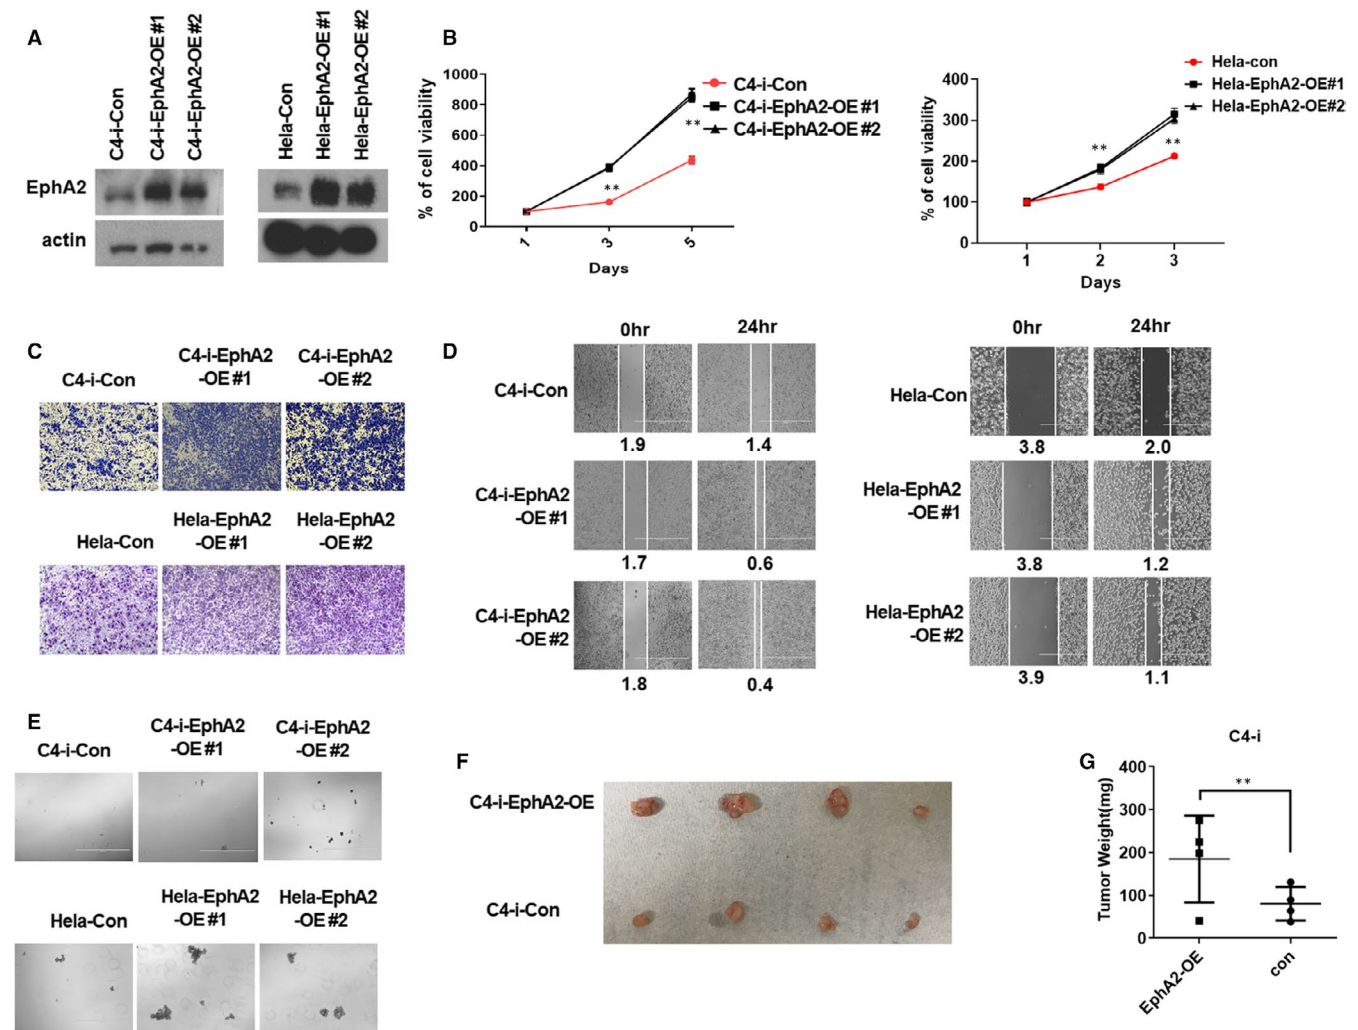 A
C4-i-Con
C4-i-EphA2-OE #1
C4-i-EphA2-OE #2
Hela-Con
Hela-EphA2-OE #1
Hela-EphA2-OE #2
EphA2
actin
B
% of cell viability
1000
800
600
400
200
0
1
3
5
Days
**
**
C4-i-Con
C4-i-EphA2-OE #1
C4-i-EphA2-OE #2
% of cell viability
400
300
200
100
0
1
2
3
Days
**
**
Hela-con
Hela-EphA2-OE#1
Hela-EphA2-OE#2
C
C4-i-Con
C4-i-EphA2
-OE #1
C4-i-EphA2
-OE #2
Hela-Con
Hela-EphA2
-OE #1
Hela-EphA2
-OE #2
D
0hr
24hr
C4-i-Con
1.9
1.4
C4-i-EphA2
-OE #1
1.7
0.6
C4-i-EphA2
-OE #2
1.8
0.4
0hr
24hr
Hela-Con
3.8
2.0
Hela-EphA2
-OE #1
3.8
1.2
Hela-EphA2
-OE #2
3.9
1.1
E
C4-i-Con
C4-i-EphA2
-OE #1
C4-i-EphA2
-OE #2
Hela-Con
Hela-EphA2
-OE #1
Hela-EphA2
-OE #2
F
C4-i-EphA2-OE
C4-i-Con
G
C4-i
Tumor Weight(mg)
400
300
200
100
0
**
EphA2-OE
con